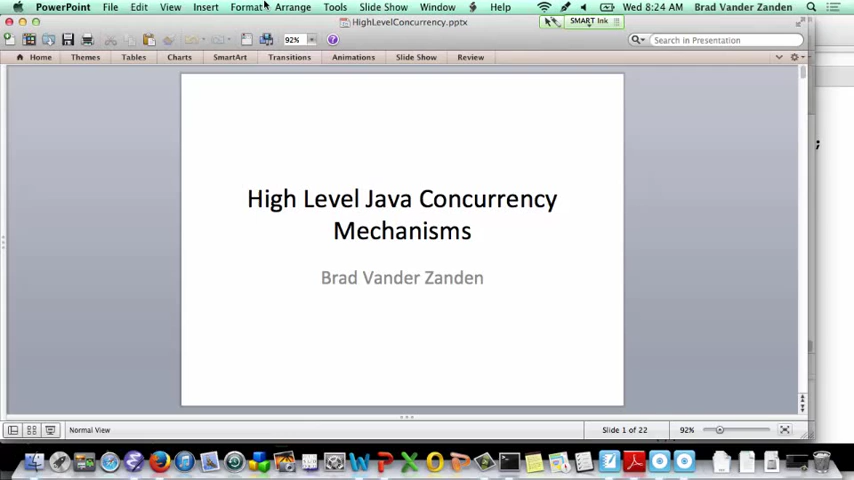 PowerPoint File Edit View Insert Format Arrange Tools Slide Show Window Help Wed 8:24 AM Brad Vander Zanden
HighLevelConcurrency.pptx
SMART Ink
92%
Search in Presentation
Home Themes Tables Charts SmartArt Transitions Animations Slide Show Review
High Level Java Concurrency
Mechanisms
Brad Vander Zanden
Normal View Slide 1 of 22 92%